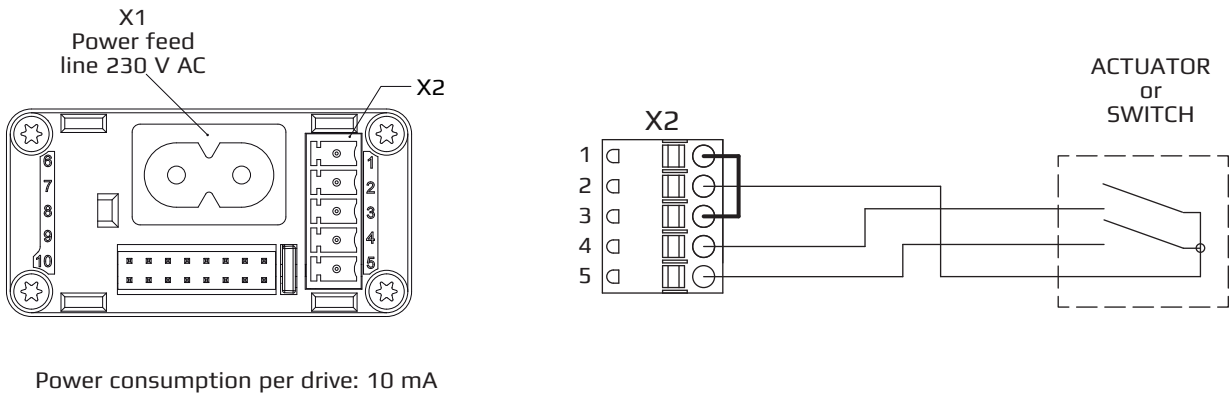 X1
Power feed
line 230 V AC
X2
6
7
8
9
10
1
2
3
4
5
X2
1
2
3
4
5
ACTUATOR
or
SWITCH
Power consumption per drive: 10 mA